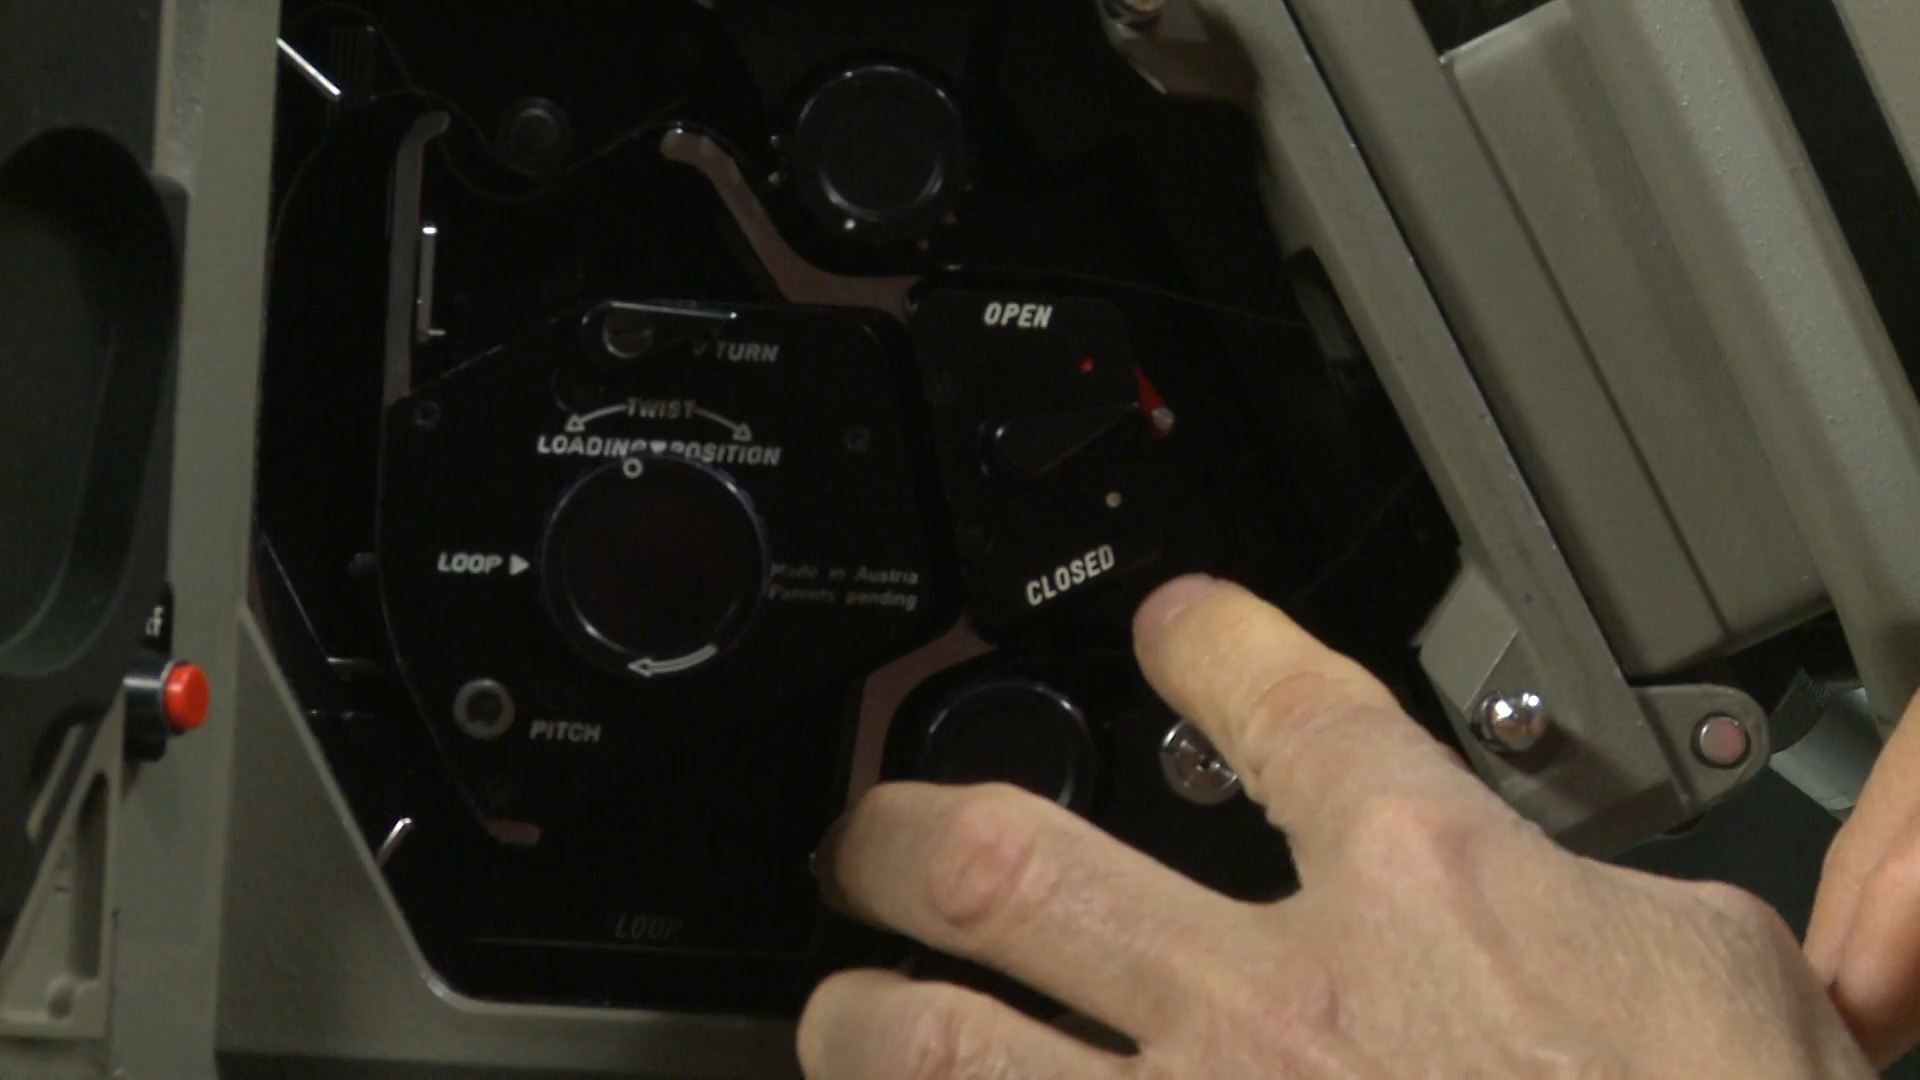 OPEN
TURN
TWIST
LOADING POSITION
LOOP
Made in Austria
Patents pending
CLOSED
PITCH
LOOP